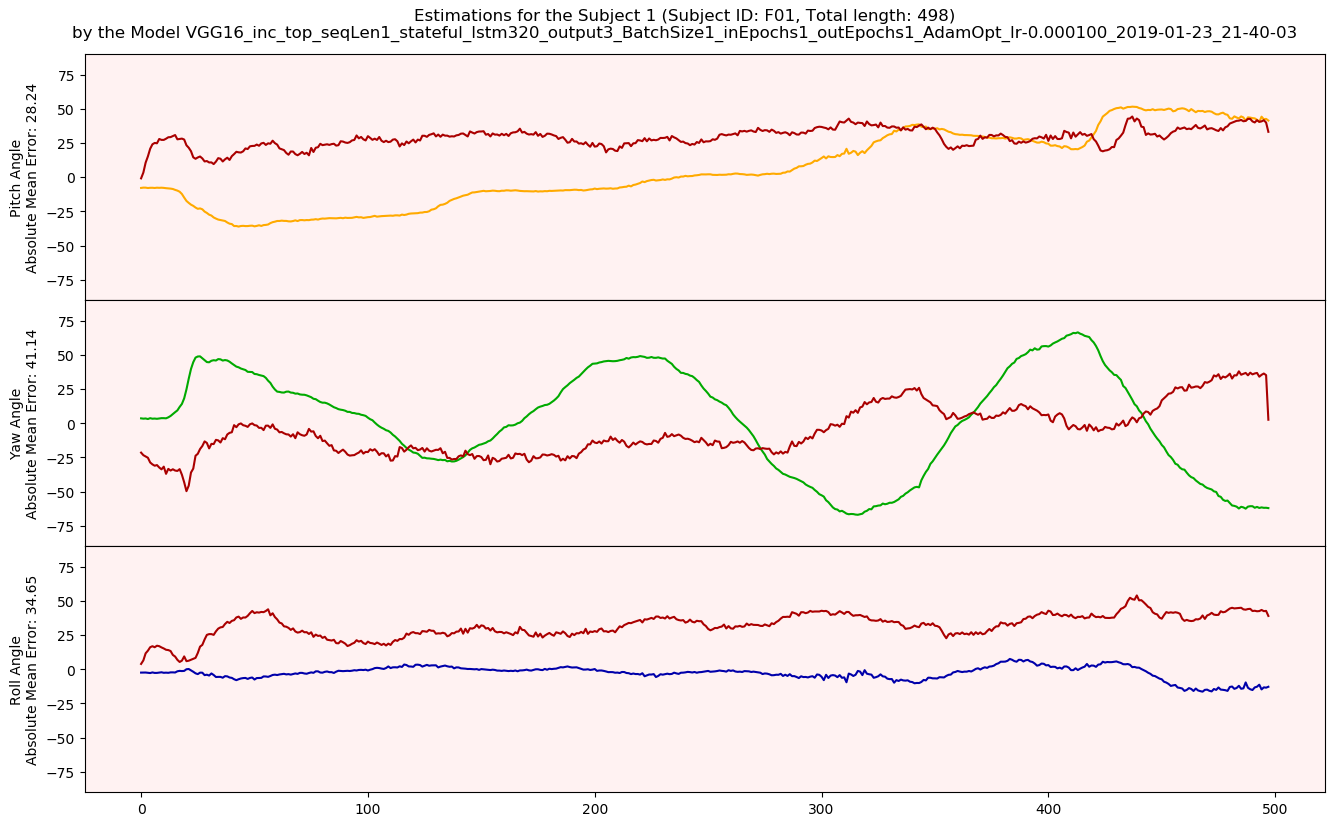 Estimations for the Subject 1 (Subject ID: F01, Total length: 498)
by the Model VGG16_inc_top_seqLen1_stateful_lstm320_output3_BatchSize1_inEpochs1_outEpochs1_AdamOpt_lr-0.000100_2019-01-23_21-40-03
Pitch Angle
Absolute Mean Error: 28.24
75
50
25
0
−25
−50
−75
Yaw Angle
Absolute Mean Error: 41.14
75
50
25
0
−25
−50
−75
Roll Angle
Absolute Mean Error: 34.65
75
50
25
0
−25
−50
−75
0 100 200 300 400 500